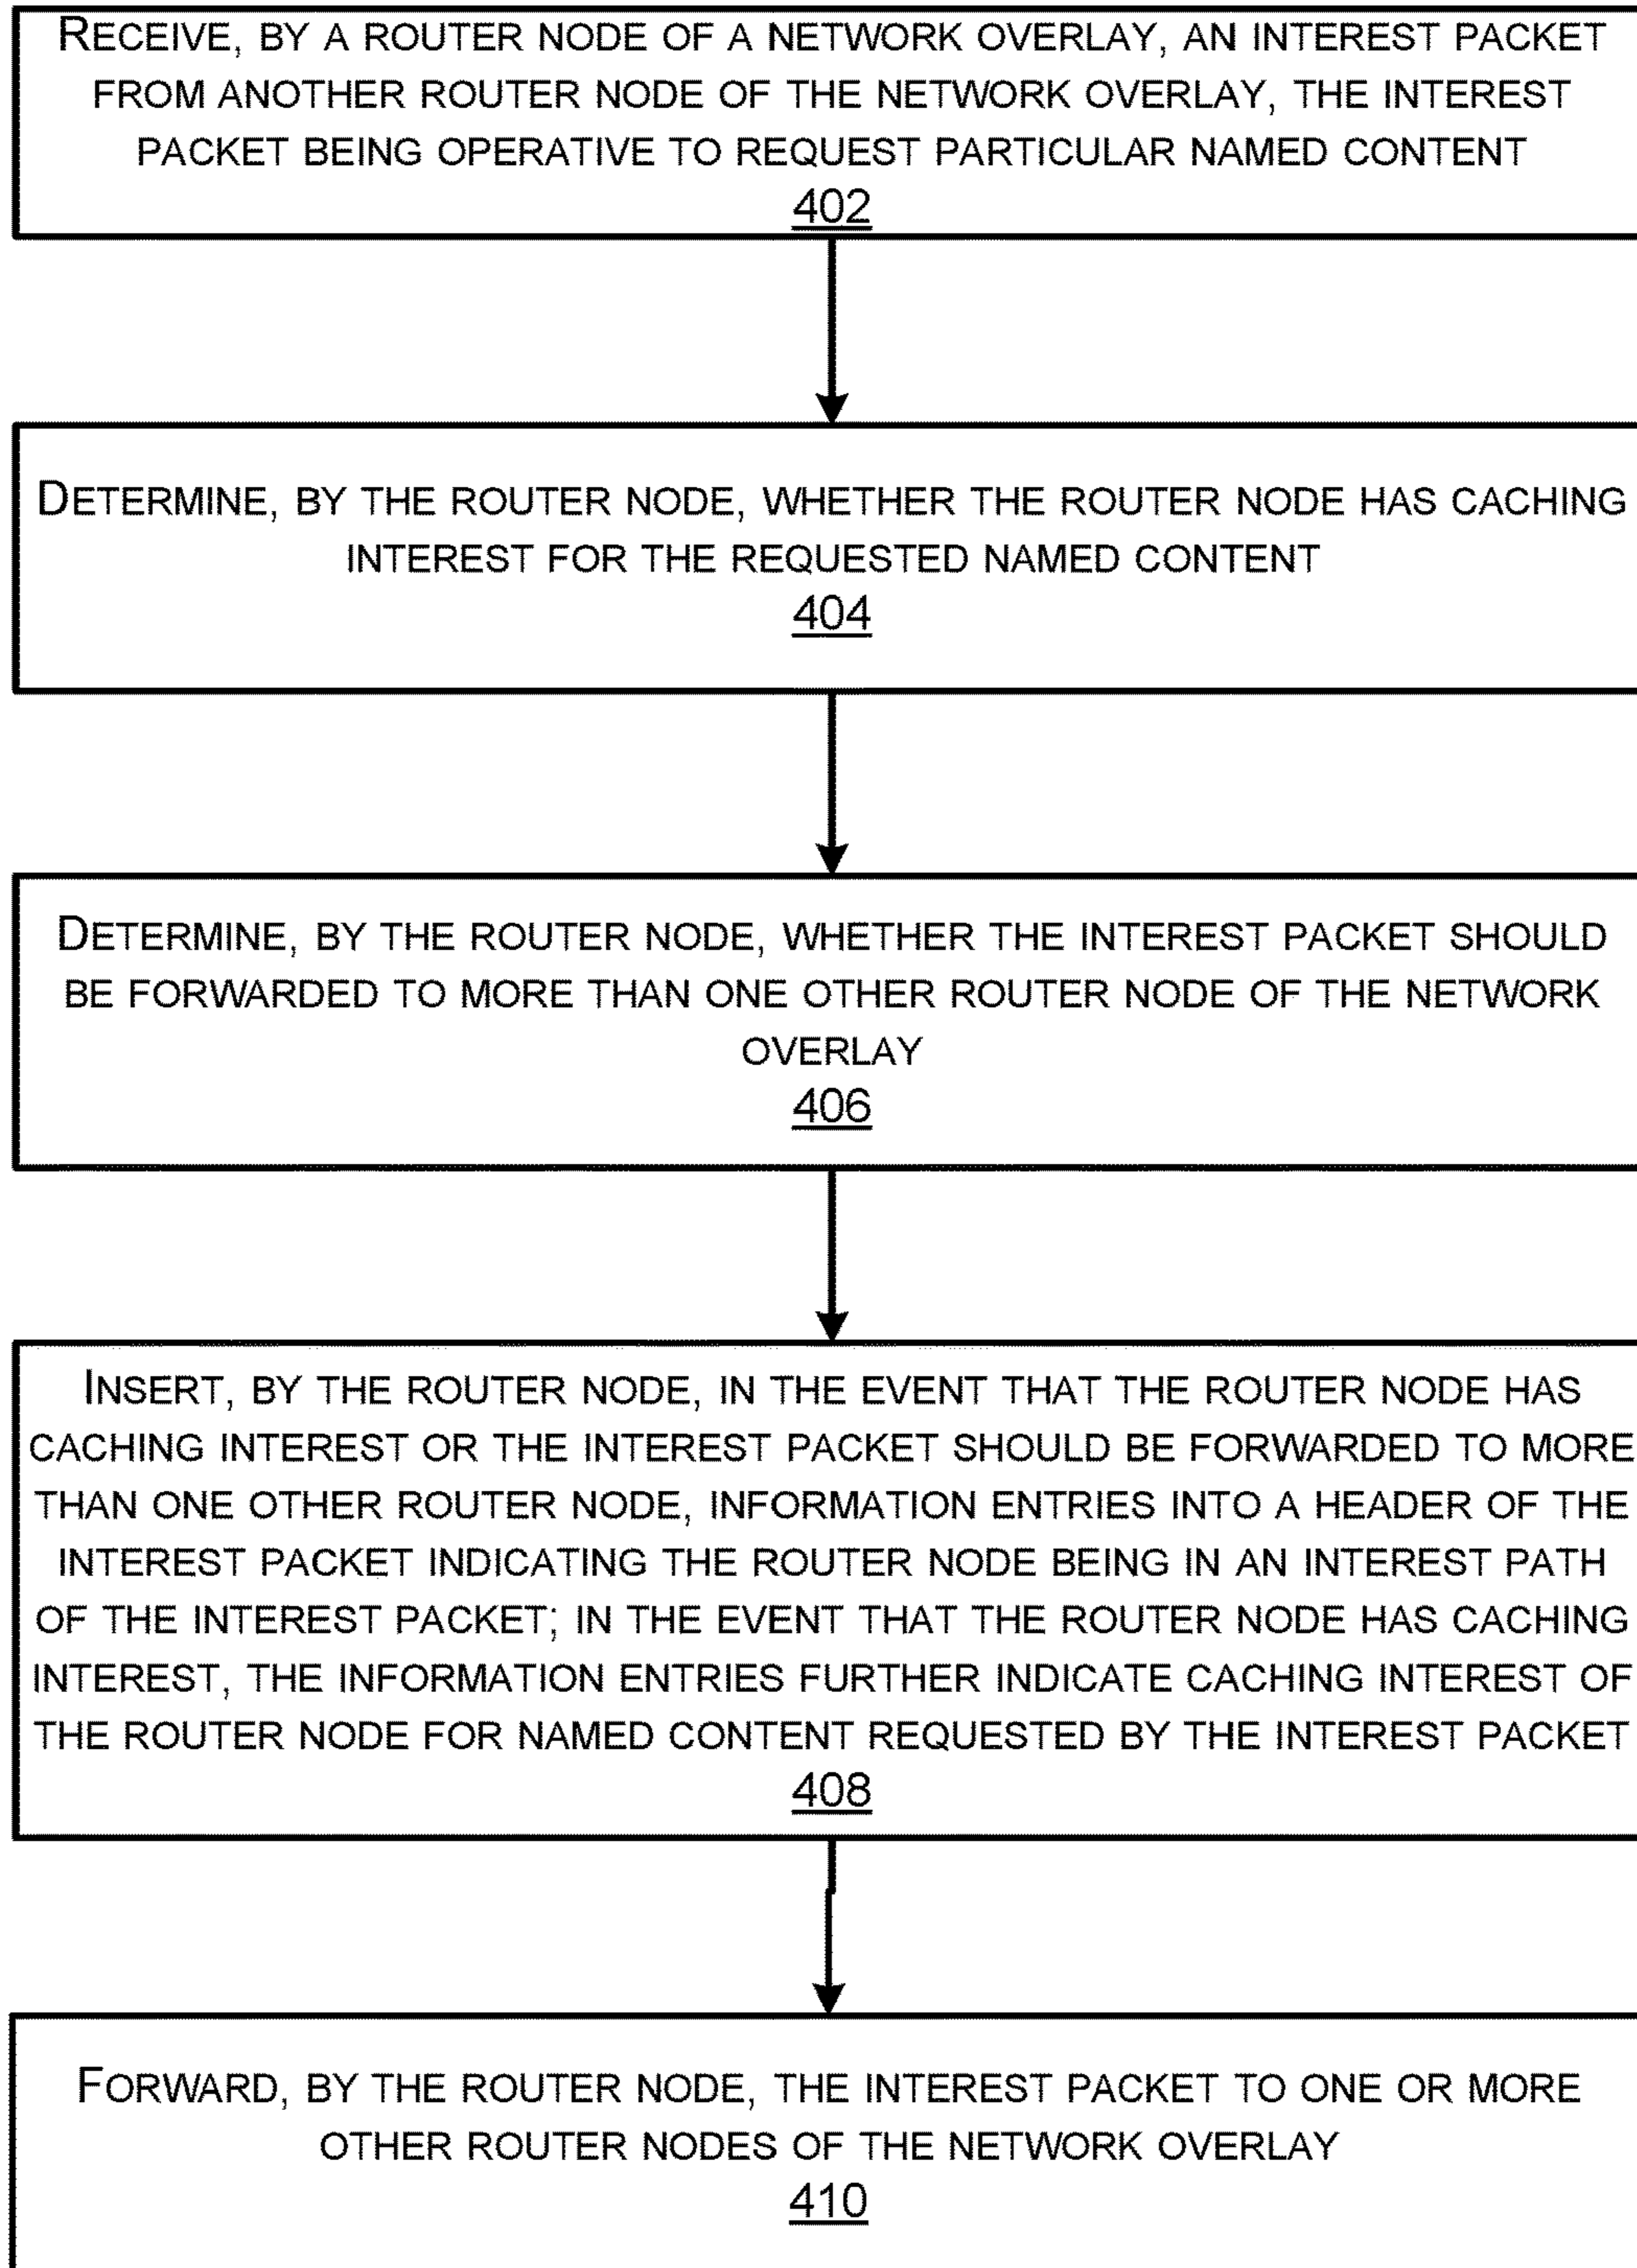 RECEIVE, BY A ROUTER NODE OF A NETWORK OVERLAY, AN INTEREST PACKET
FROM ANOTHER ROUTER NODE OF THE NETWORK OVERLAY, THE INTEREST
PACKET BEING OPERATIVE TO REQUEST PARTICULAR NAMED CONTENT
402
DETERMINE, BY THE ROUTER NODE, WHETHER THE ROUTER NODE HAS CACHING
INTEREST FOR THE REQUESTED NAMED CONTENT
404
DETERMINE, BY THE ROUTER NODE, WHETHER THE INTEREST PACKET SHOULD
BE FORWARDED TO MORE THAN ONE OTHER ROUTER NODE OF THE NETWORK
OVERLAY
406
INSERT, BY THE ROUTER NODE, IN THE EVENT THAT THE ROUTER NODE HAS
CACHING INTEREST OR THE INTEREST PACKET SHOULD BE FORWARDED TO MORE
THAN ONE OTHER ROUTER NODE, INFORMATION ENTRIES INTO A HEADER OF THE
INTEREST PACKET INDICATING THE ROUTER NODE BEING IN AN INTEREST PATH
OF THE INTEREST PACKET; IN THE EVENT THAT THE ROUTER NODE HAS CACHING
INTEREST, THE INFORMATION ENTRIES FURTHER INDICATE CACHING INTEREST OF
THE ROUTER NODE FOR NAMED CONTENT REQUESTED BY THE INTEREST PACKET
408
FORWARD, BY THE ROUTER NODE, THE INTEREST PACKET TO ONE OR MORE
OTHER ROUTER NODES OF THE NETWORK OVERLAY
410